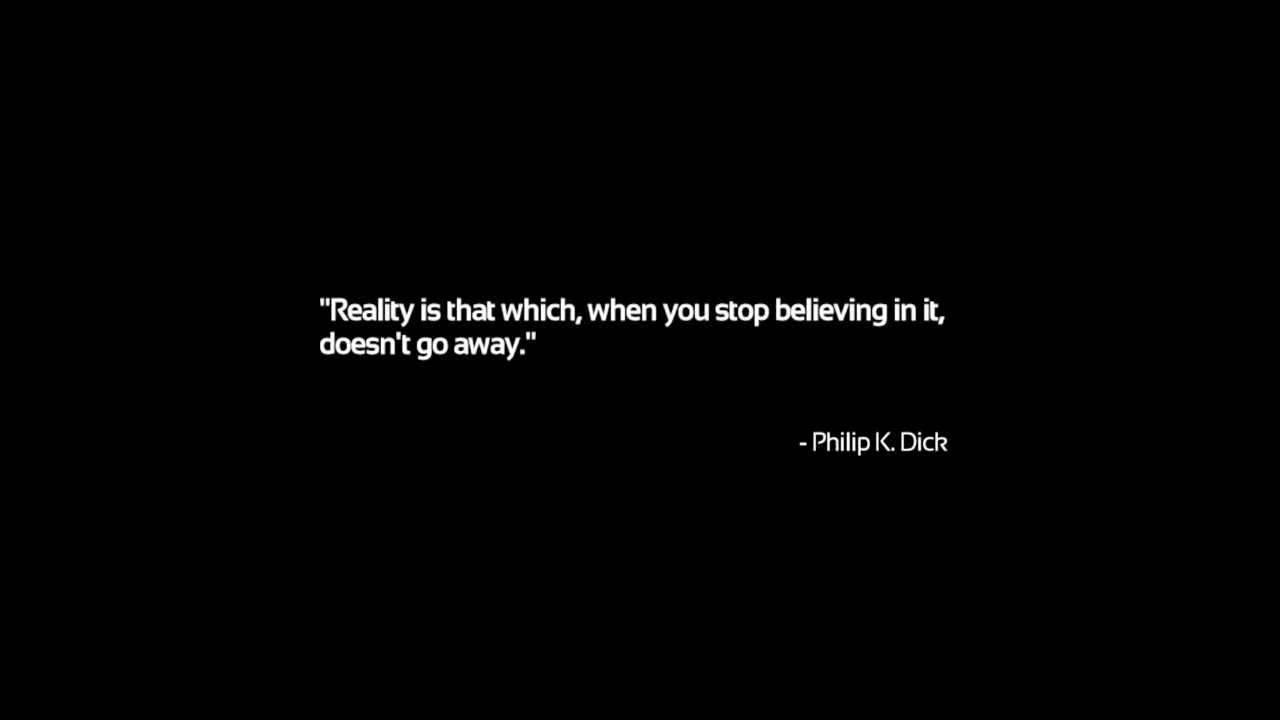 "Reality is that which, when you stop believing in it,
doesn't go away."
- Philip K. Dick